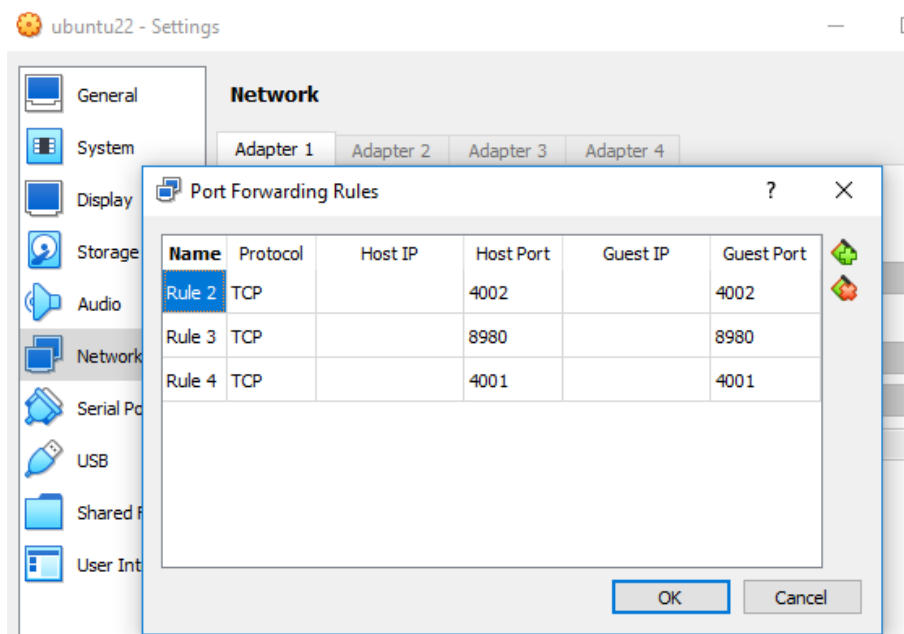 ubuntu22 - Settings
General
System
Display
Storage
Audio
Network
Serial Po
USB
Shared F
User Int
Network
Adapter 1 Adapter 2 Adapter 3 Adapter 4
Port Forwarding Rules ?
Name Protocol Host IP Host Port Guest IP Guest Port
Rule 2 TCP 4002 4002
Rule 3 TCP 8980 8980
Rule 4 TCP 4001 4001
OK Cancel